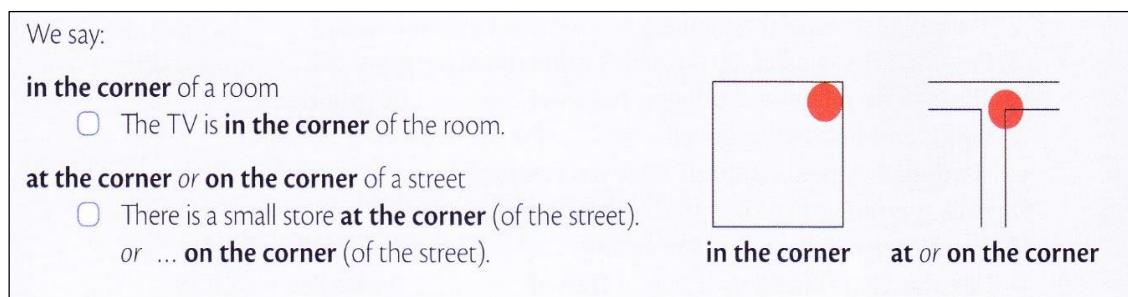 We say:
in the corner of a room
The TV is in the corner of the room.
at the corner or on the corner of a street
There is a small store at the corner (of the street).
or ... on the corner (of the street).
in the corner
at or on the corner